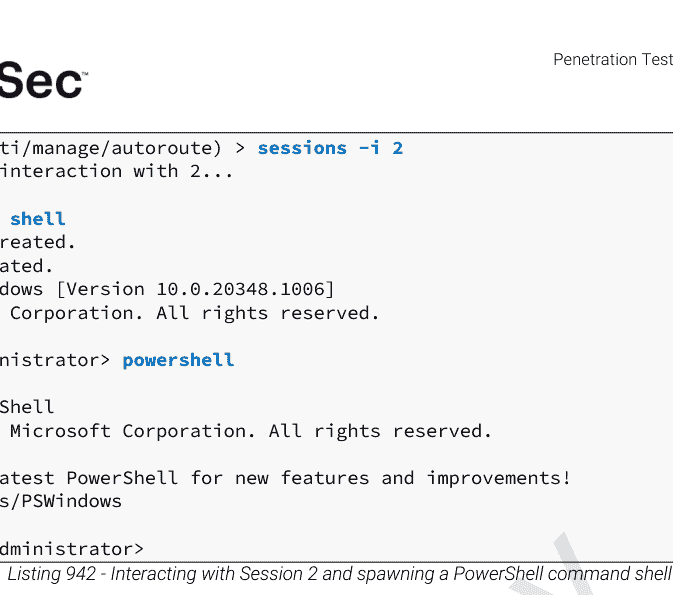 Sec™
Penetration Test
ti/manage/autoroute) > sessions -i 2
interaction with 2...
shell
reated.
ated.
dows [Version 10.0.20348.1006]
Corporation. All rights reserved.
nistrator> powershell
Shell
Microsoft Corporation. All rights reserved.
atest PowerShell for new features and improvements!
s/PSWindows
dministrator>
Listing 942 - Interacting with Session 2 and spawning a PowerShell command shell